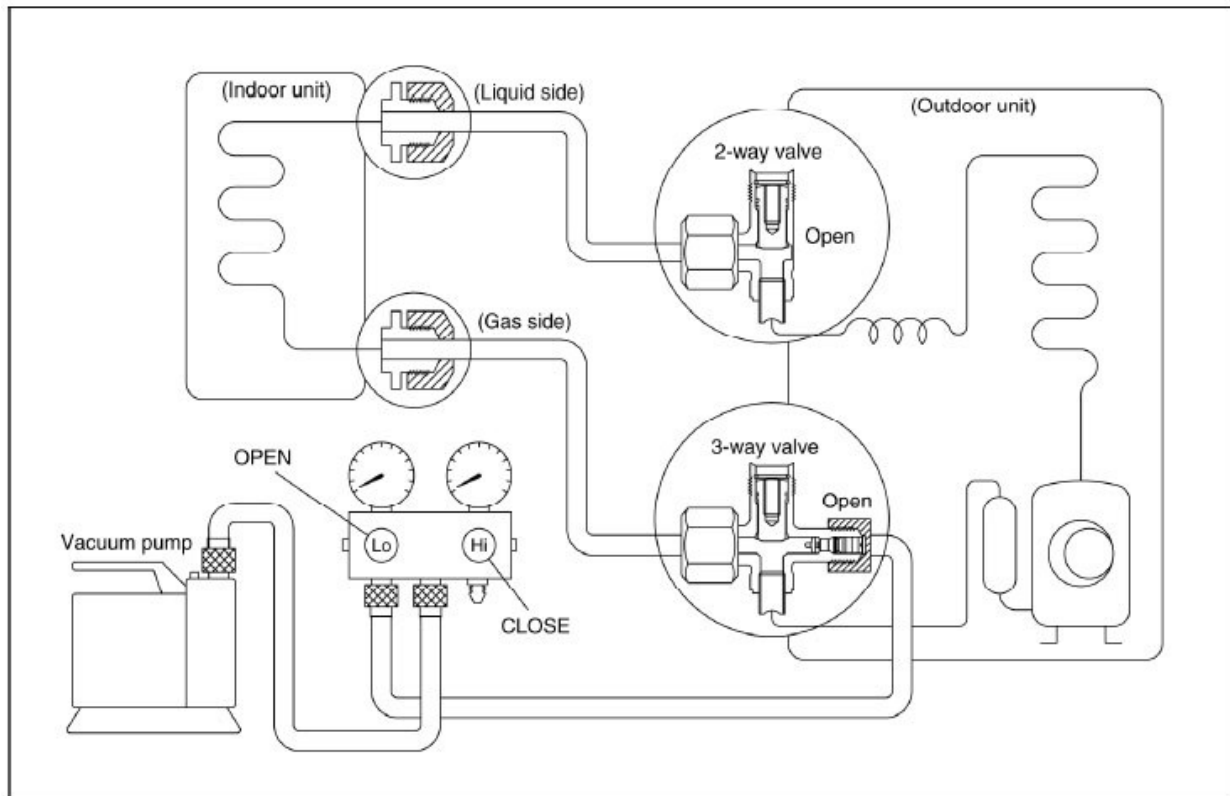 (Indoor unit)
(Liquid side)
(Outdoor unit)
2-way valve
Open
(Gas side)
3-way valve
Open
OPEN
Lo
Hi
Vacuum pump
CLOSE